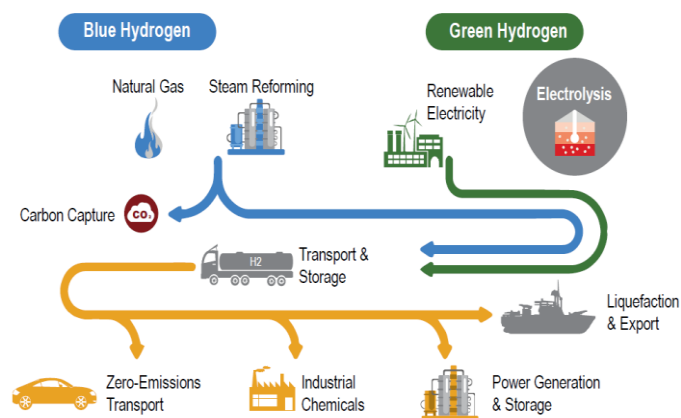 Blue Hydrogen
Green Hydrogen
Natural Gas
Steam Reforming
Renewable
Electricity
Electrolysis
Carbon Capture
CO₂
H2
Transport &
Storage
Liquefaction
& Export
Zero-Emissions
Transport
Industrial
Chemicals
Power Generation
& Storage